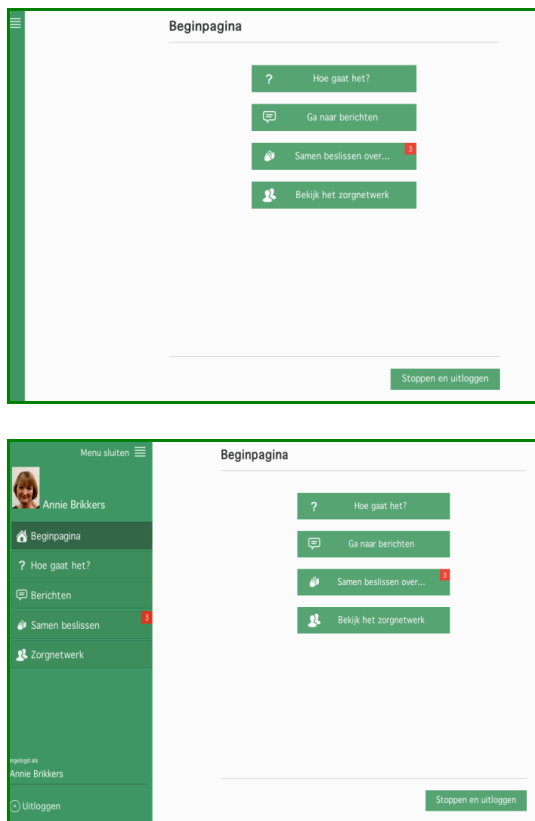 Beginpagina
? Hoe gaat het?
Ga naar berichten
Samen beslissen over... 3
Bekijk het zorgnetwerk
Stoppen en uitloggen
Menu sluiten
Annie Brikkers
Beginpagina
? Hoe gaat het?
Berichten
Samen beslissen 3
Zorgnetwerk
ngelogd als
Annie Brikkers
Uitloggen
Beginpagina
? Hoe gaat het?
Ga naar berichten
Samen beslissen over... 3
Bekijk het zorgnetwerk
Stoppen en uitloggen